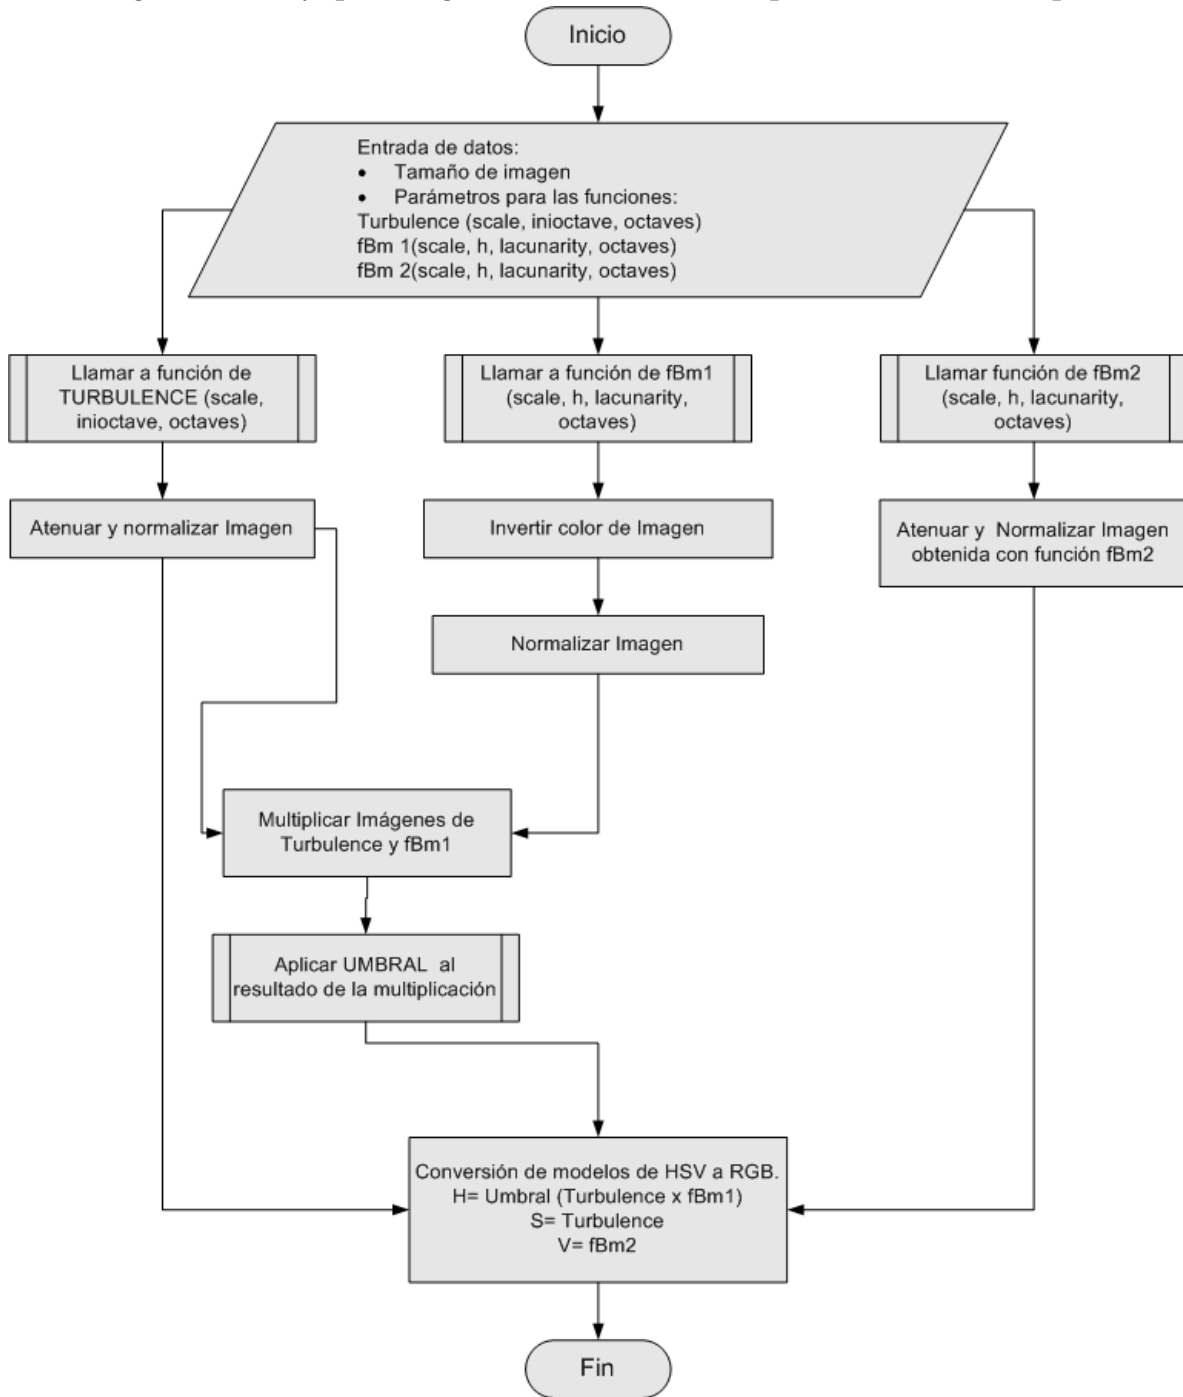 Inicio
Entrada de datos:
• Tamaño de imagen
• Parámetros para las funciones:
Turbulence (scale, inioctave, octaves)
fBm 1(scale, h, lacunarity, octaves)
fBm 2(scale, h, lacunarity, octaves)
Llamar a función de
TURBULENCE (scale,
inioctave, octaves)
Llamar a función de fBm1
(scale, h, lacunarity,
octaves)
Llamar función de fBm2
(scale, h, lacunarity,
octaves)
Atenuar y normalizar Imagen
Invertir color de Imagen
Atenuar y Normalizar Imagen
obtenida con función fBm2
Normalizar Imagen
Multiplicar Imágenes de
Turbulence y fBm1
Aplicar UMBRAL al
resultado de la multiplicación
Conversión de modelos de HSV a RGB.
H= Umbral (Turbulence x fBm1)
S= Turbulence
V= fBm2
Fin